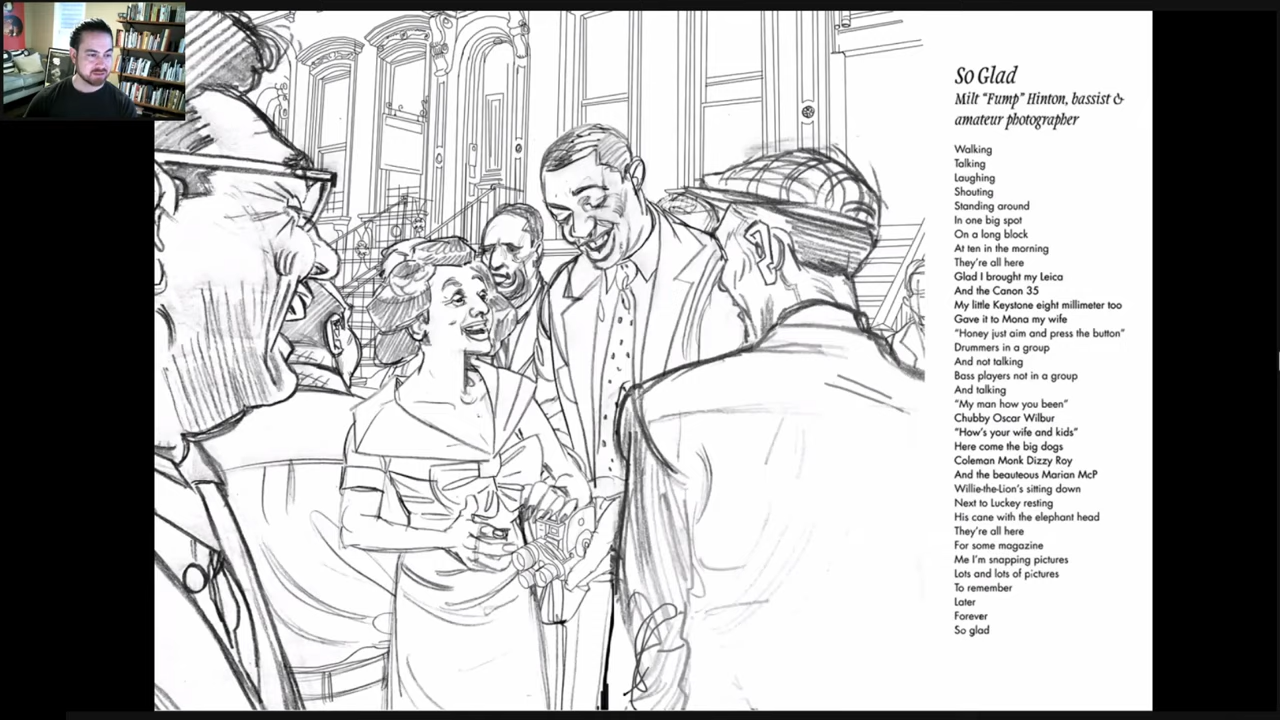 So Glad
Milt “Fump” Hinton, bassist &
amateur photographer
Walking
Talking
Laughing
Shouting
Standing around
In one big spot
On a long block
At ten in the morning
They’re all here
Glad I brought my Leica
And the Canon 35
My little Keystone eight millimeter too
Gave it to Mona my wife
“Honey just aim and press the button”
Drummers in a group
And not talking
Bass players not in a group
And talking
“My man how you been”
Chubby Oscar Wilbur
“How’s your wife and kids”
Here come the big dogs
Coleman Monk Dizzy Roy
And the beauteous Marian McP
Willie-the-Lion’s sitting down
Next to Luckey resting
His cane with the elephant head
They’re all here
For some magazine
Me I’m snapping pictures
Lots and lots of pictures
To remember
Later
Forever
So glad